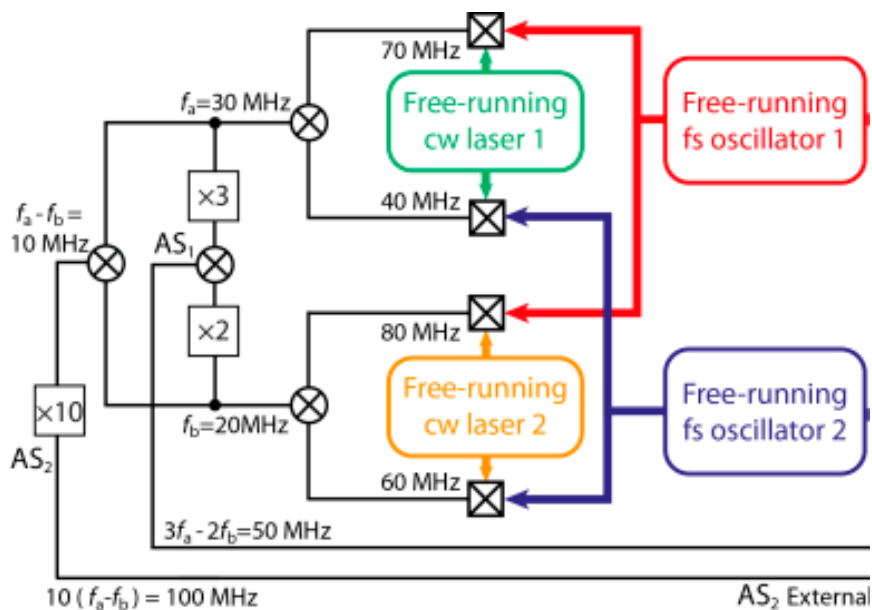 70 MHz
Free-running
cw laser 1
Free-running
fs oscillator 1
fa=30 MHz
×3
40 MHz
fa - fb =
10 MHz
AS1
×2
80 MHz
Free-running
cw laser 2
Free-running
fs oscillator 2
×10
fb=20MHz
AS2
60 MHz
3fa - 2fb=50 MHz
10 (fa-fb) = 100 MHz
AS2 External